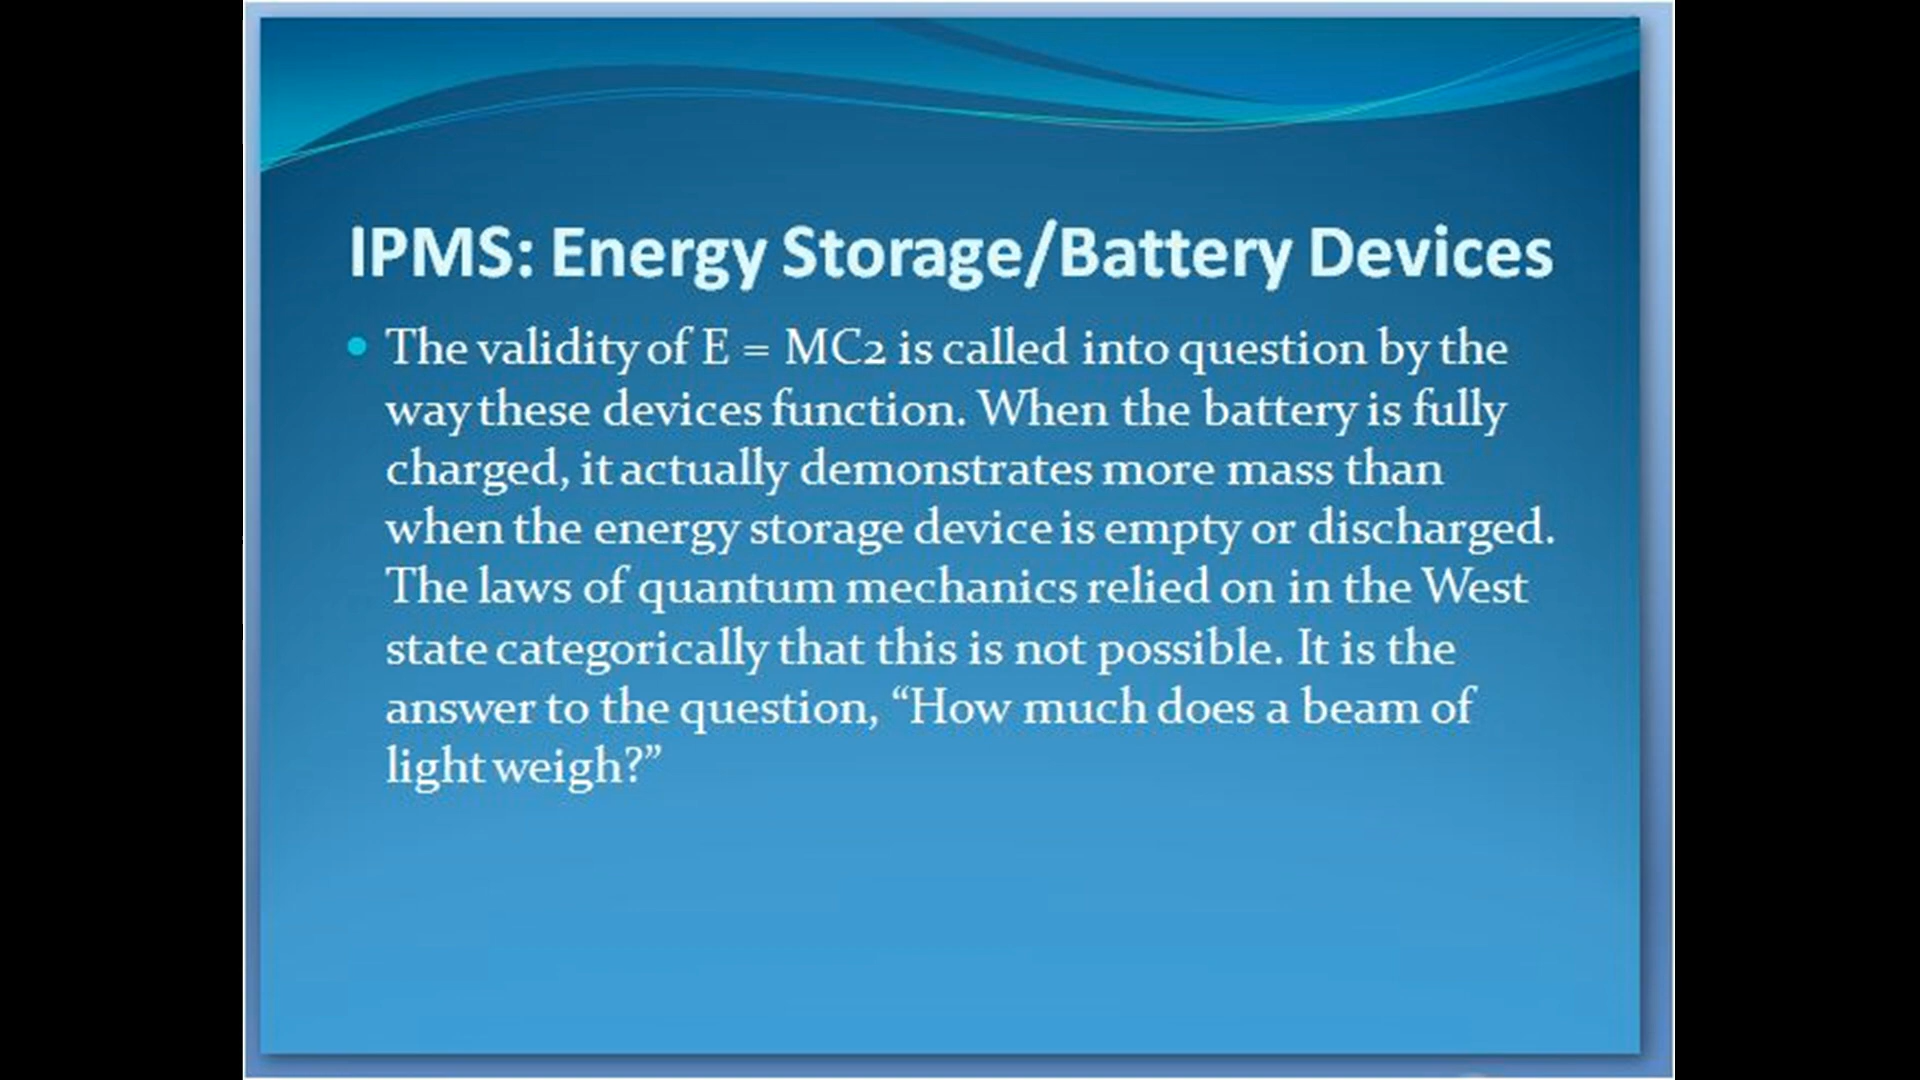 IPMS: Energy Storage/Battery Devices
• The validity of E = MC2 is called into question by the
way these devices function. When the battery is fully
charged, it actually demonstrates more mass than
when the energy storage device is empty or discharged.
The laws of quantum mechanics relied on in the West
state categorically that this is not possible. It is the
answer to the question, “How much does a beam of
light weigh?”